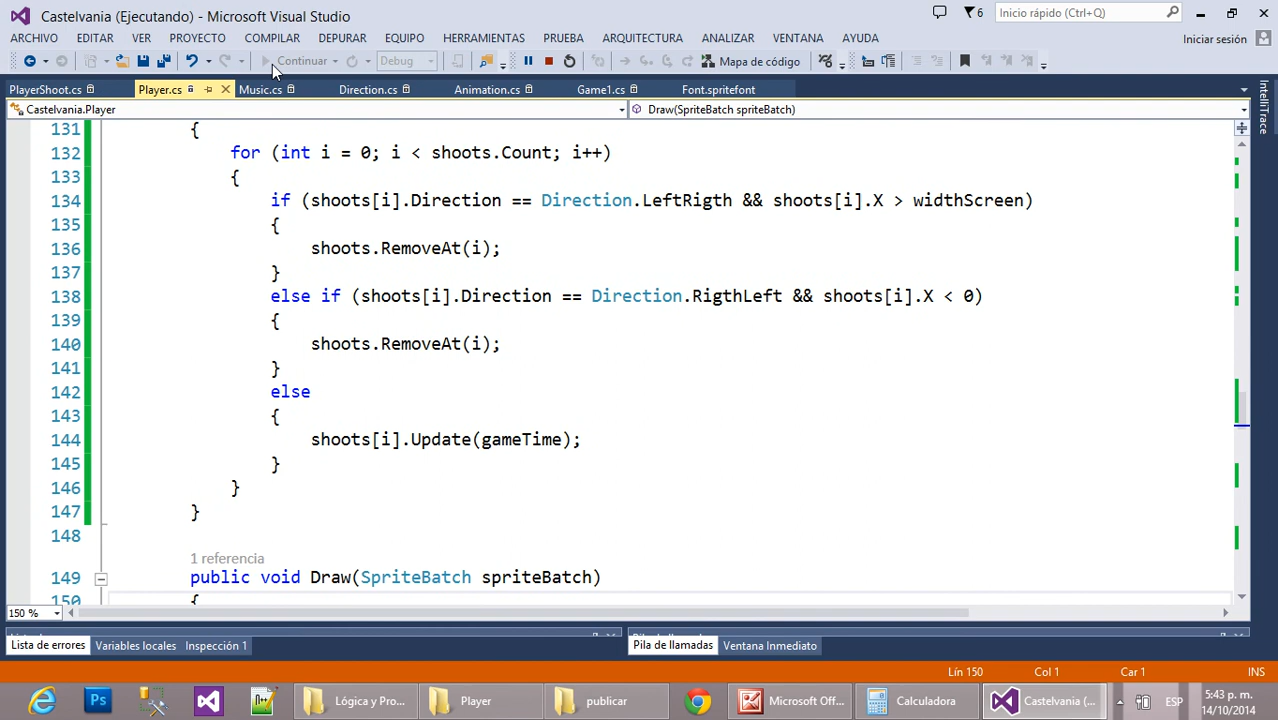 Castelvania (Ejecutando) - Microsoft Visual Studio
6
Inicio rápido (Ctrl+Q)
ARCHIVO EDITAR VER PROYECTO COMPILAR DEPURAR EQUIPO HERRAMIENTAS PRUEBA ARQUITECTURA ANALIZAR VENTANA AYUDA
Iniciar sesión
Continuar Debug Mapa de código
PlayerShoot.cs Player.cs Music.cs Direction.cs Animation.cs Game1.cs Font.spritefont
IntelliTrace
Castelvania.Player Draw(SpriteBatch spriteBatch)
131 {
132 for (int i = 0; i < shoots.Count; i++)
133 {
134 if (shoots[i].Direction == Direction.LeftRigth && shoots[i].X > widthScreen)
135 {
136 shoots.RemoveAt(i);
137 }
138 else if (shoots[i].Direction == Direction.RigthLeft && shoots[i].X < 0)
139 {
140 shoots.RemoveAt(i);
141 }
142 else
143 {
144 shoots[i].Update(gameTime);
145 }
146 }
147 }
148
1 referencia
149 public void Draw(SpriteBatch spriteBatch)
150 {
150 %
Lista de errores Variables locales Inspección 1 Pila de llamadas Ventana Inmediato
Lín 150 Col 1 Car 1 INS
Lógica y Pro... Player publicar Microsoft Of... Calculadora Castelvania (... ESP
5:43 p. m.
14/10/2014